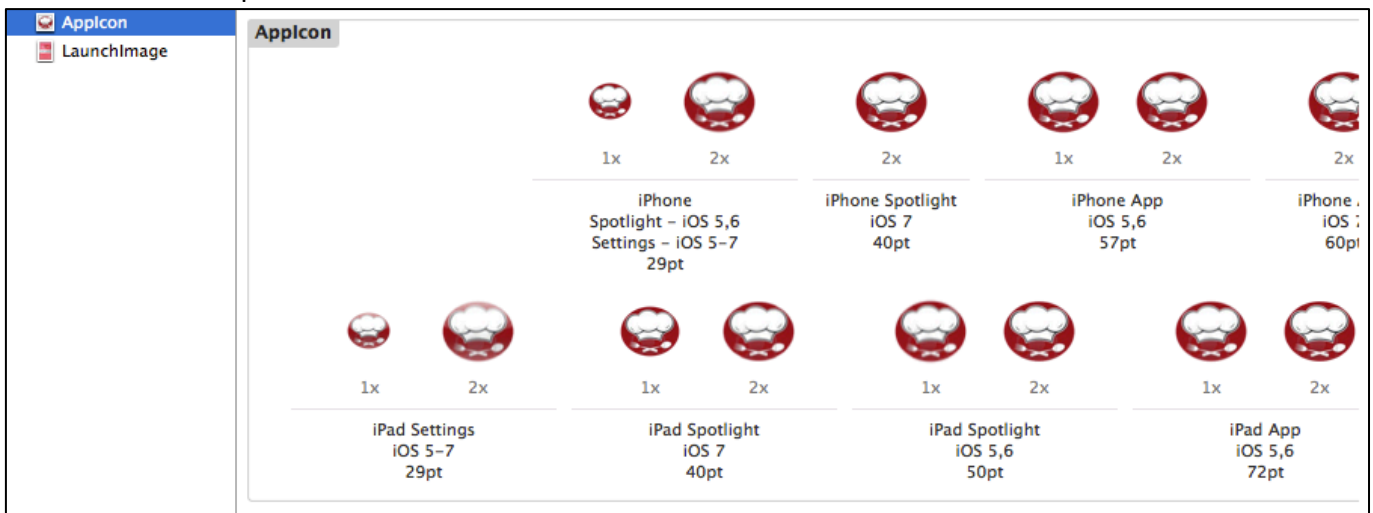 AppIcon
LaunchImage
AppIcon
1x 2x 2x 1x 2x 2x
iPhone
Spotlight – iOS 5,6
Settings – iOS 5–7
29pt
iPhone Spotlight
iOS 7
40pt
iPhone App
iOS 5,6
57pt
iPhone
iOS
60pt
1x 2x 1x 2x 1x 2x 1x 2x
iPad Settings
iOS 5–7
29pt
iPad Spotlight
iOS 7
40pt
iPad Spotlight
iOS 5,6
50pt
iPad App
iOS 5,6
72pt